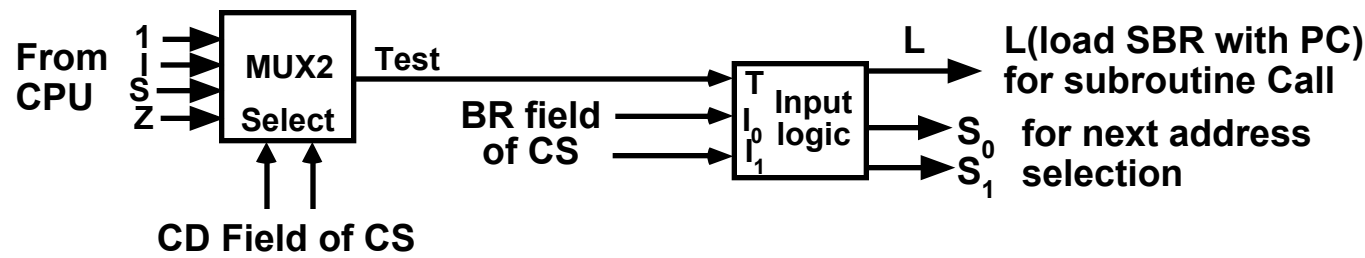 From
CPU
1
I
S
Z
MUX2
Select
Test
CD Field of CS
BR field
of CS
T
I0
I1
Input
logic
L
S0
S1
L(load SBR with PC)
for subroutine Call
for next address
selection